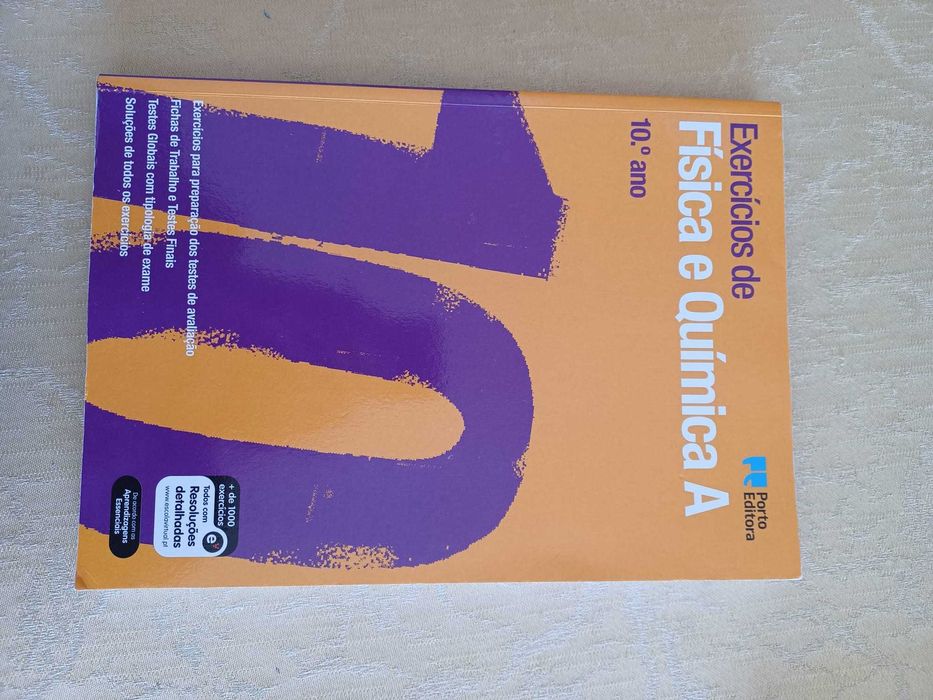 Exercícios de
Física e Química A
10.º ano
Porto
Editora
Exercícios para preparação dos testes de avaliação
Fichas de Trabalho e Testes Finais
Testes Globais com tipologia de exame
Soluções de todos os exercícios
+ de 1000
exercícios
Todos com
Resoluções
detalhadas
www.escolavirtual.pt
e
De acordo com as
Aprendizagens
Essenciais